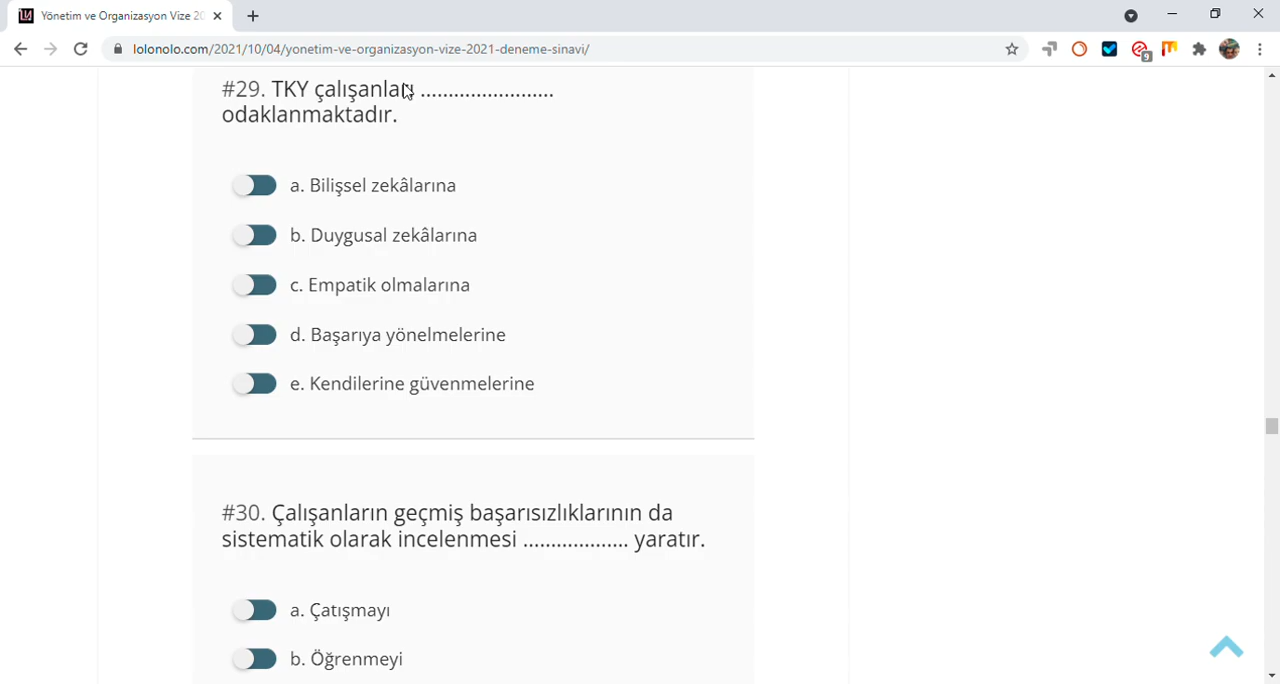 Yönetim ve Organizasyon Vize 20
lolonolo.com/2021/10/04/yonetim-ve-organizasyon-vize-2021-deneme-sinavi/
9
#29. TKY çalışanları ........................
odaklanmaktadır.
a. Bilişsel zekâlarına
b. Duygusal zekâlarına
c. Empatik olmalarına
d. Başarıya yönelmelerine
e. Kendilerine güvenmelerine
#30. Çalışanların geçmiş başarısızlıklarının da
sistematik olarak incelenmesi ................... yaratır.
a. Çatışmayı
b. Öğrenmeyi